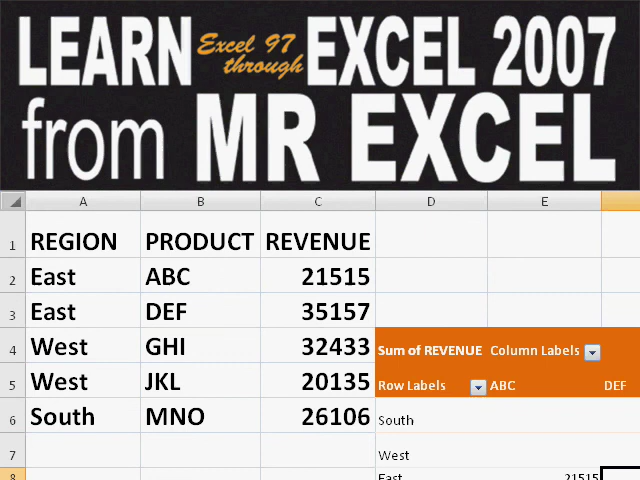 LEARN Excel 97 through EXCEL 2007
from MR EXCEL
A B C D E
1 REGION PRODUCT REVENUE
2 East ABC 21515
3 East DEF 35157
4 West GHI 32433 Sum of REVENUE Column Labels
5 West JKL 20135 Row Labels ABC DEF
6 South MNO 26106 South
7 West
8 East 21515